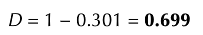 D = 1 − 0.301 = 0.699